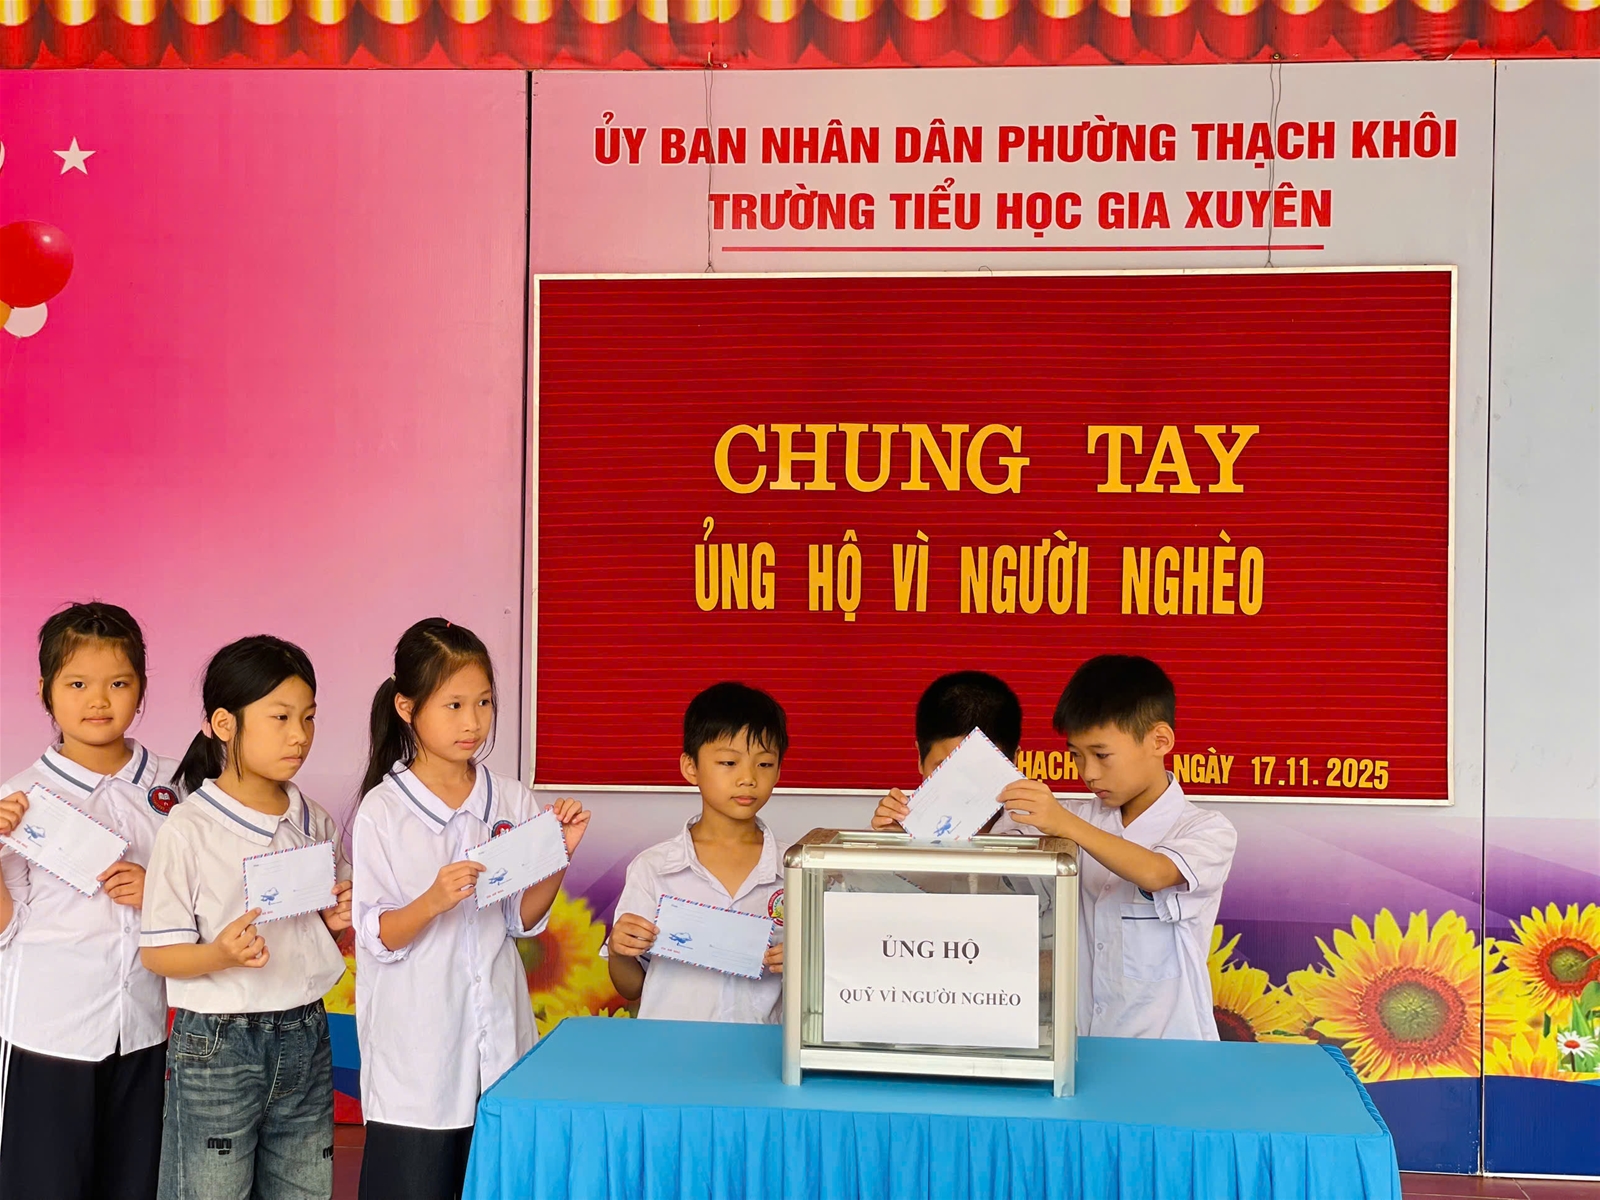 ỦY BAN NHÂN DÂN PHƯỜNG THẠCH KHÔI
TRƯỜNG TIỂU HỌC GIA XUYÊN
CHUNG TAY
ỦNG HỘ VÌ NGƯỜI NGHÈO
NGÀY 17.11.2025
ỦNG HỘ
QUỸ VÌ NGƯỜI NGHÈO